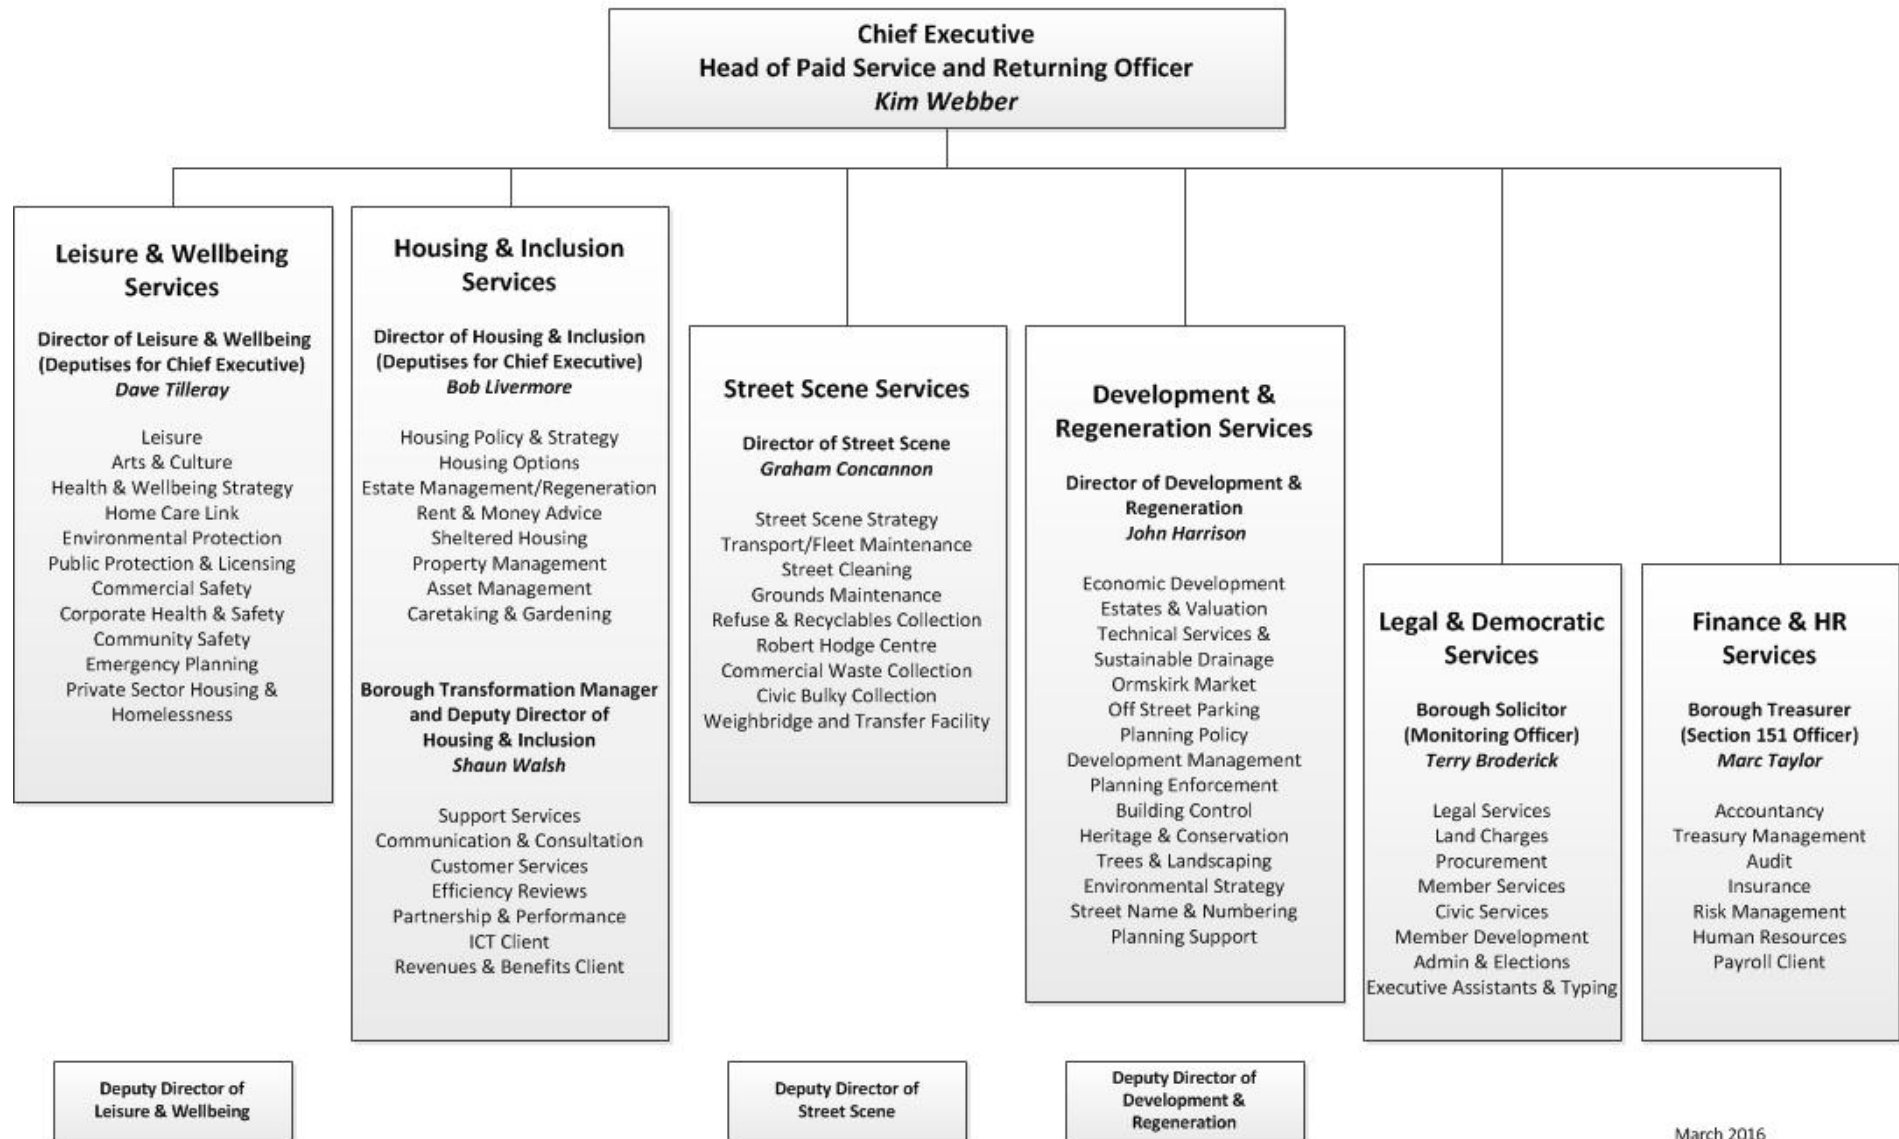 Chief Executive
Head of Paid Service and Returning Officer
Kim Webber
Leisure & Wellbeing
Services
Director of Leisure & Wellbeing
(Deputises for Chief Executive)
Dave Tilleray
Leisure
Arts & Culture
Health & Wellbeing Strategy
Home Care Link
Environmental Protection
Public Protection & Licensing
Commercial Safety
Corporate Health & Safety
Community Safety
Emergency Planning
Private Sector Housing &
Homelessness
Housing & Inclusion
Services
Director of Housing & Inclusion
(Deputises for Chief Executive)
Bob Livermore
Housing Policy & Strategy
Housing Options
Estate Management/Regeneration
Rent & Money Advice
Sheltered Housing
Property Management
Asset Management
Caretaking & Gardening
Borough Transformation Manager
and Deputy Director of
Housing & Inclusion
Shaun Walsh
Support Services
Communication & Consultation
Customer Services
Efficiency Reviews
Partnership & Performance
ICT Client
Revenues & Benefits Client
Street Scene Services
Director of Street Scene
Graham Concannon
Street Scene Strategy
Transport/Fleet Maintenance
Street Cleaning
Grounds Maintenance
Refuse & Recyclables Collection
Robert Hodge Centre
Commercial Waste Collection
Civic Bulky Collection
Weighbridge and Transfer Facility
Development &
Regeneration Services
Director of Development &
Regeneration
John Harrison
Economic Development
Estates & Valuation
Technical Services &
Sustainable Drainage
Ormskirk Market
Off Street Parking
Planning Policy
Development Management
Planning Enforcement
Building Control
Heritage & Conservation
Trees & Landscaping
Environmental Strategy
Street Name & Numbering
Planning Support
Legal & Democratic
Services
Borough Solicitor
(Monitoring Officer)
Terry Broderick
Legal Services
Land Charges
Procurement
Member Services
Civic Services
Member Development
Admin & Elections
Executive Assistants & Typing
Finance & HR
Services
Borough Treasurer
(Section 151 Officer)
Marc Taylor
Accountancy
Treasury Management
Audit
Insurance
Risk Management
Human Resources
Payroll Client
Deputy Director of
Leisure & Wellbeing
Deputy Director of
Street Scene
Deputy Director of
Development &
Regeneration
March 2016